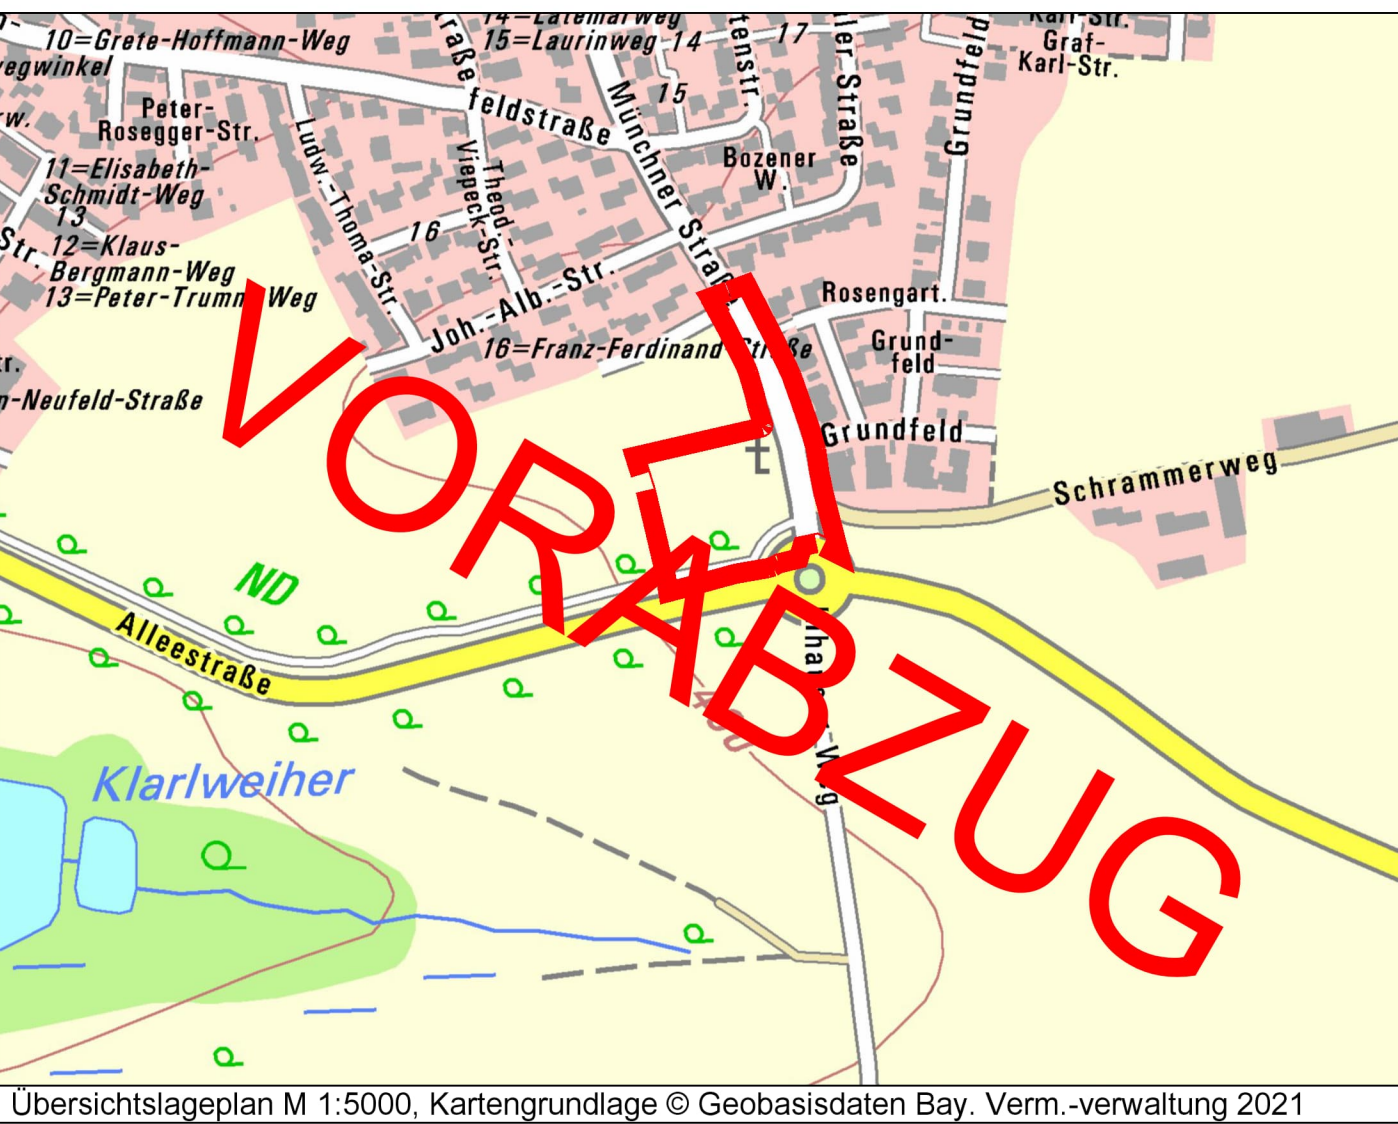 10=Grete-Hoffmann-Weg
14=Latemarweg
15=Laurinweg 14
17
Graf-
Karl-Str.
Peter-
Rosegger-Str.
feldstraße
15
Münchner Straße
Grundfeld
11=Elisabeth-
Schmidt-Weg
13
Ludw.-Thoma-Str.
Theod.-
Viepeck-Str.
Bozener
W.
Str. 12=Klaus-
Bergmann-Weg
16
13=Peter-Trumm-Weg
Joh.-Alb.-Str.
Rosengart.
16=Franz-Ferdinand-Straße
Grund-
feld
n-Neufeld-Straße
Grundfeld
Schrammerweg
VORABZUG
ND
Alleestraße
Klarlweiher
Übersichtslageplan M 1:5000, Kartengrundlage © Geobasisdaten Bay. Verm.-verwaltung 2021